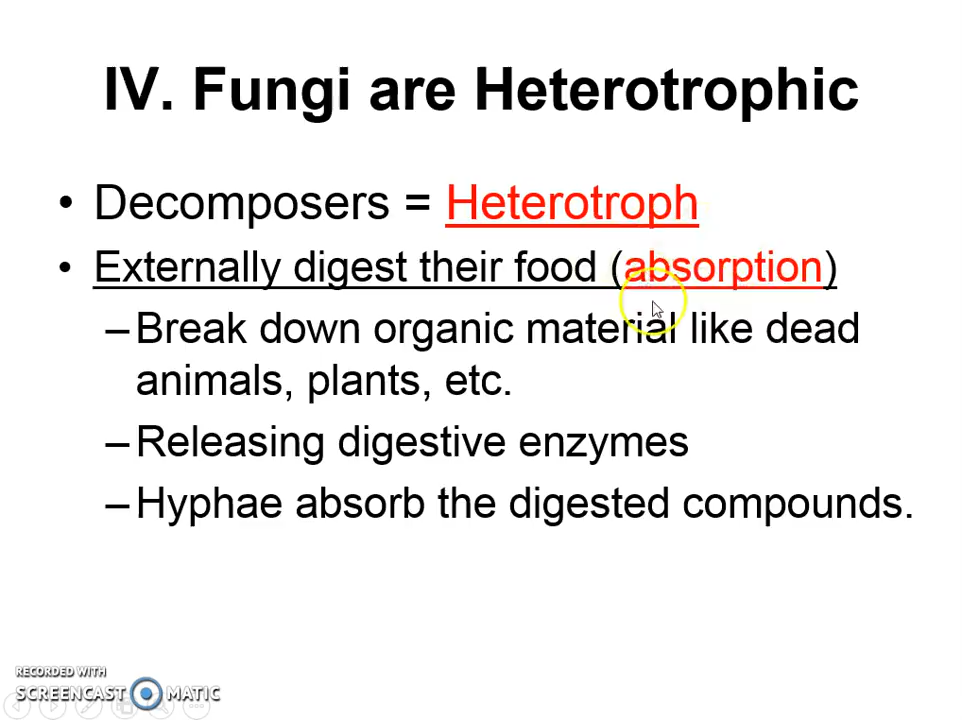 IV. Fungi are Heterotrophic
• Decomposers = Heterotroph
• Externally digest their food (absorption)
–Break down organic material like dead
animals, plants, etc.
–Releasing digestive enzymes
–Hyphae absorb the digested compounds.
RECORDED WITH
SCREENCAST MATIC